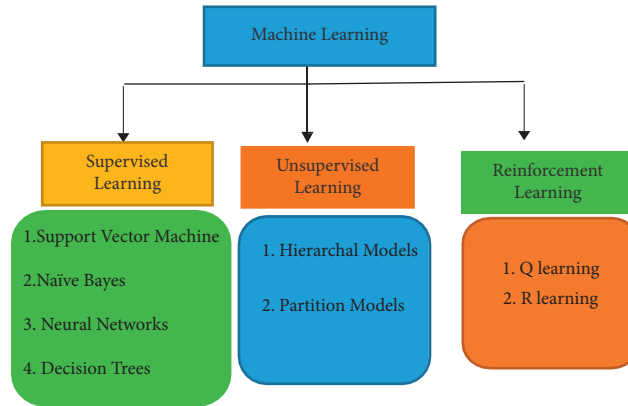 Machine Learning
Supervised
Learning
Unsupervised
Learning
Reinforcement
Learning
1.Support Vector Machine
2.Naïve Bayes
3. Neural Networks
4. Decision Trees
1. Hierarchal Models
2. Partition Models
1. Q learning
2. R learning